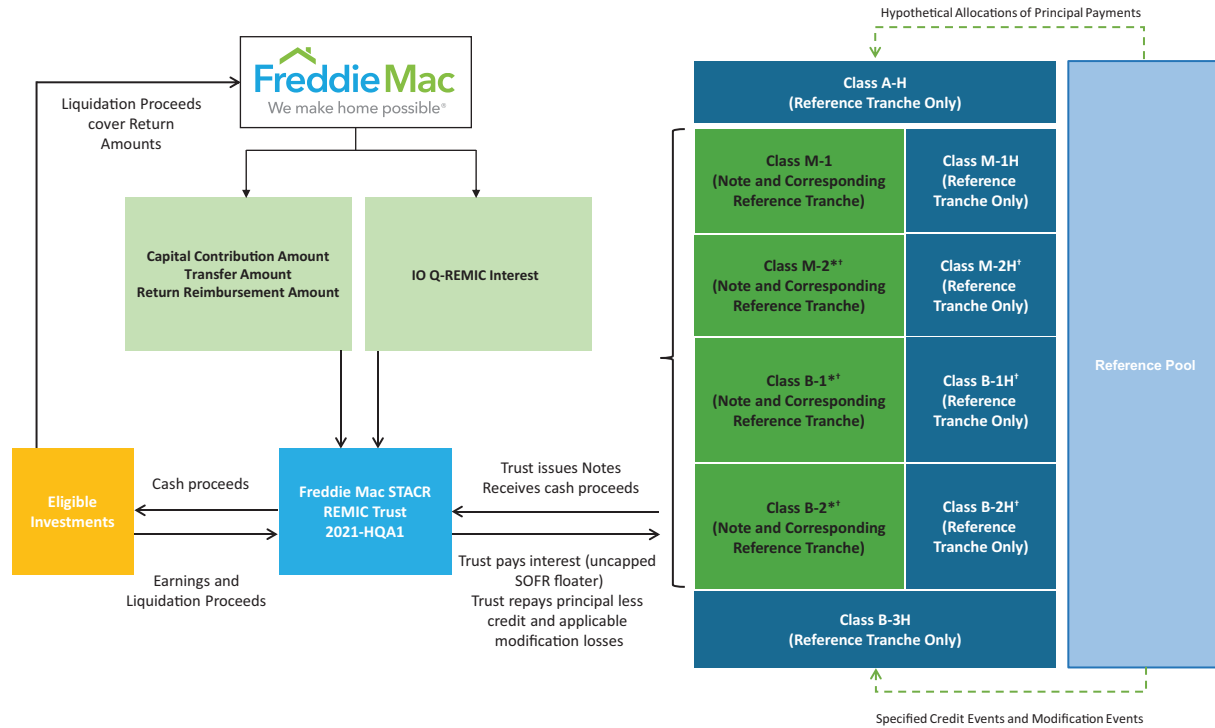 Hypothetical Allocations of Principal Payments
Freddie Mac
We make home possible®
Liquidation Proceeds
cover Return
Amounts
Capital Contribution Amount
Transfer Amount
Return Reimbursement Amount
IO Q-REMIC Interest
Eligible
Investments
Cash proceeds
Earnings and
Liquidation Proceeds
Freddie Mac STACR
REMIC Trust
2021-HQA1
Trust issues Notes
Receives cash proceeds
Trust pays interest (uncapped
SOFR floater)
Trust repays principal less
credit and applicable
modification losses
Class A-H
(Reference Tranche Only)
Class M-1
(Note and Corresponding
Reference Tranche)
Class M-1H
(Reference
Tranche Only)
Class M-2*†
(Note and Corresponding
Reference Tranche)
Class M-2H†
(Reference
Tranche Only)
Class B-1*†
(Note and Corresponding
Reference Tranche)
Class B-1H†
(Reference
Tranche Only)
Class B-2*†
(Note and Corresponding
Reference Tranche)
Class B-2H†
(Reference
Tranche Only)
Class B-3H
(Reference Tranche Only)
Reference Pool
Specified Credit Events and Modification Events